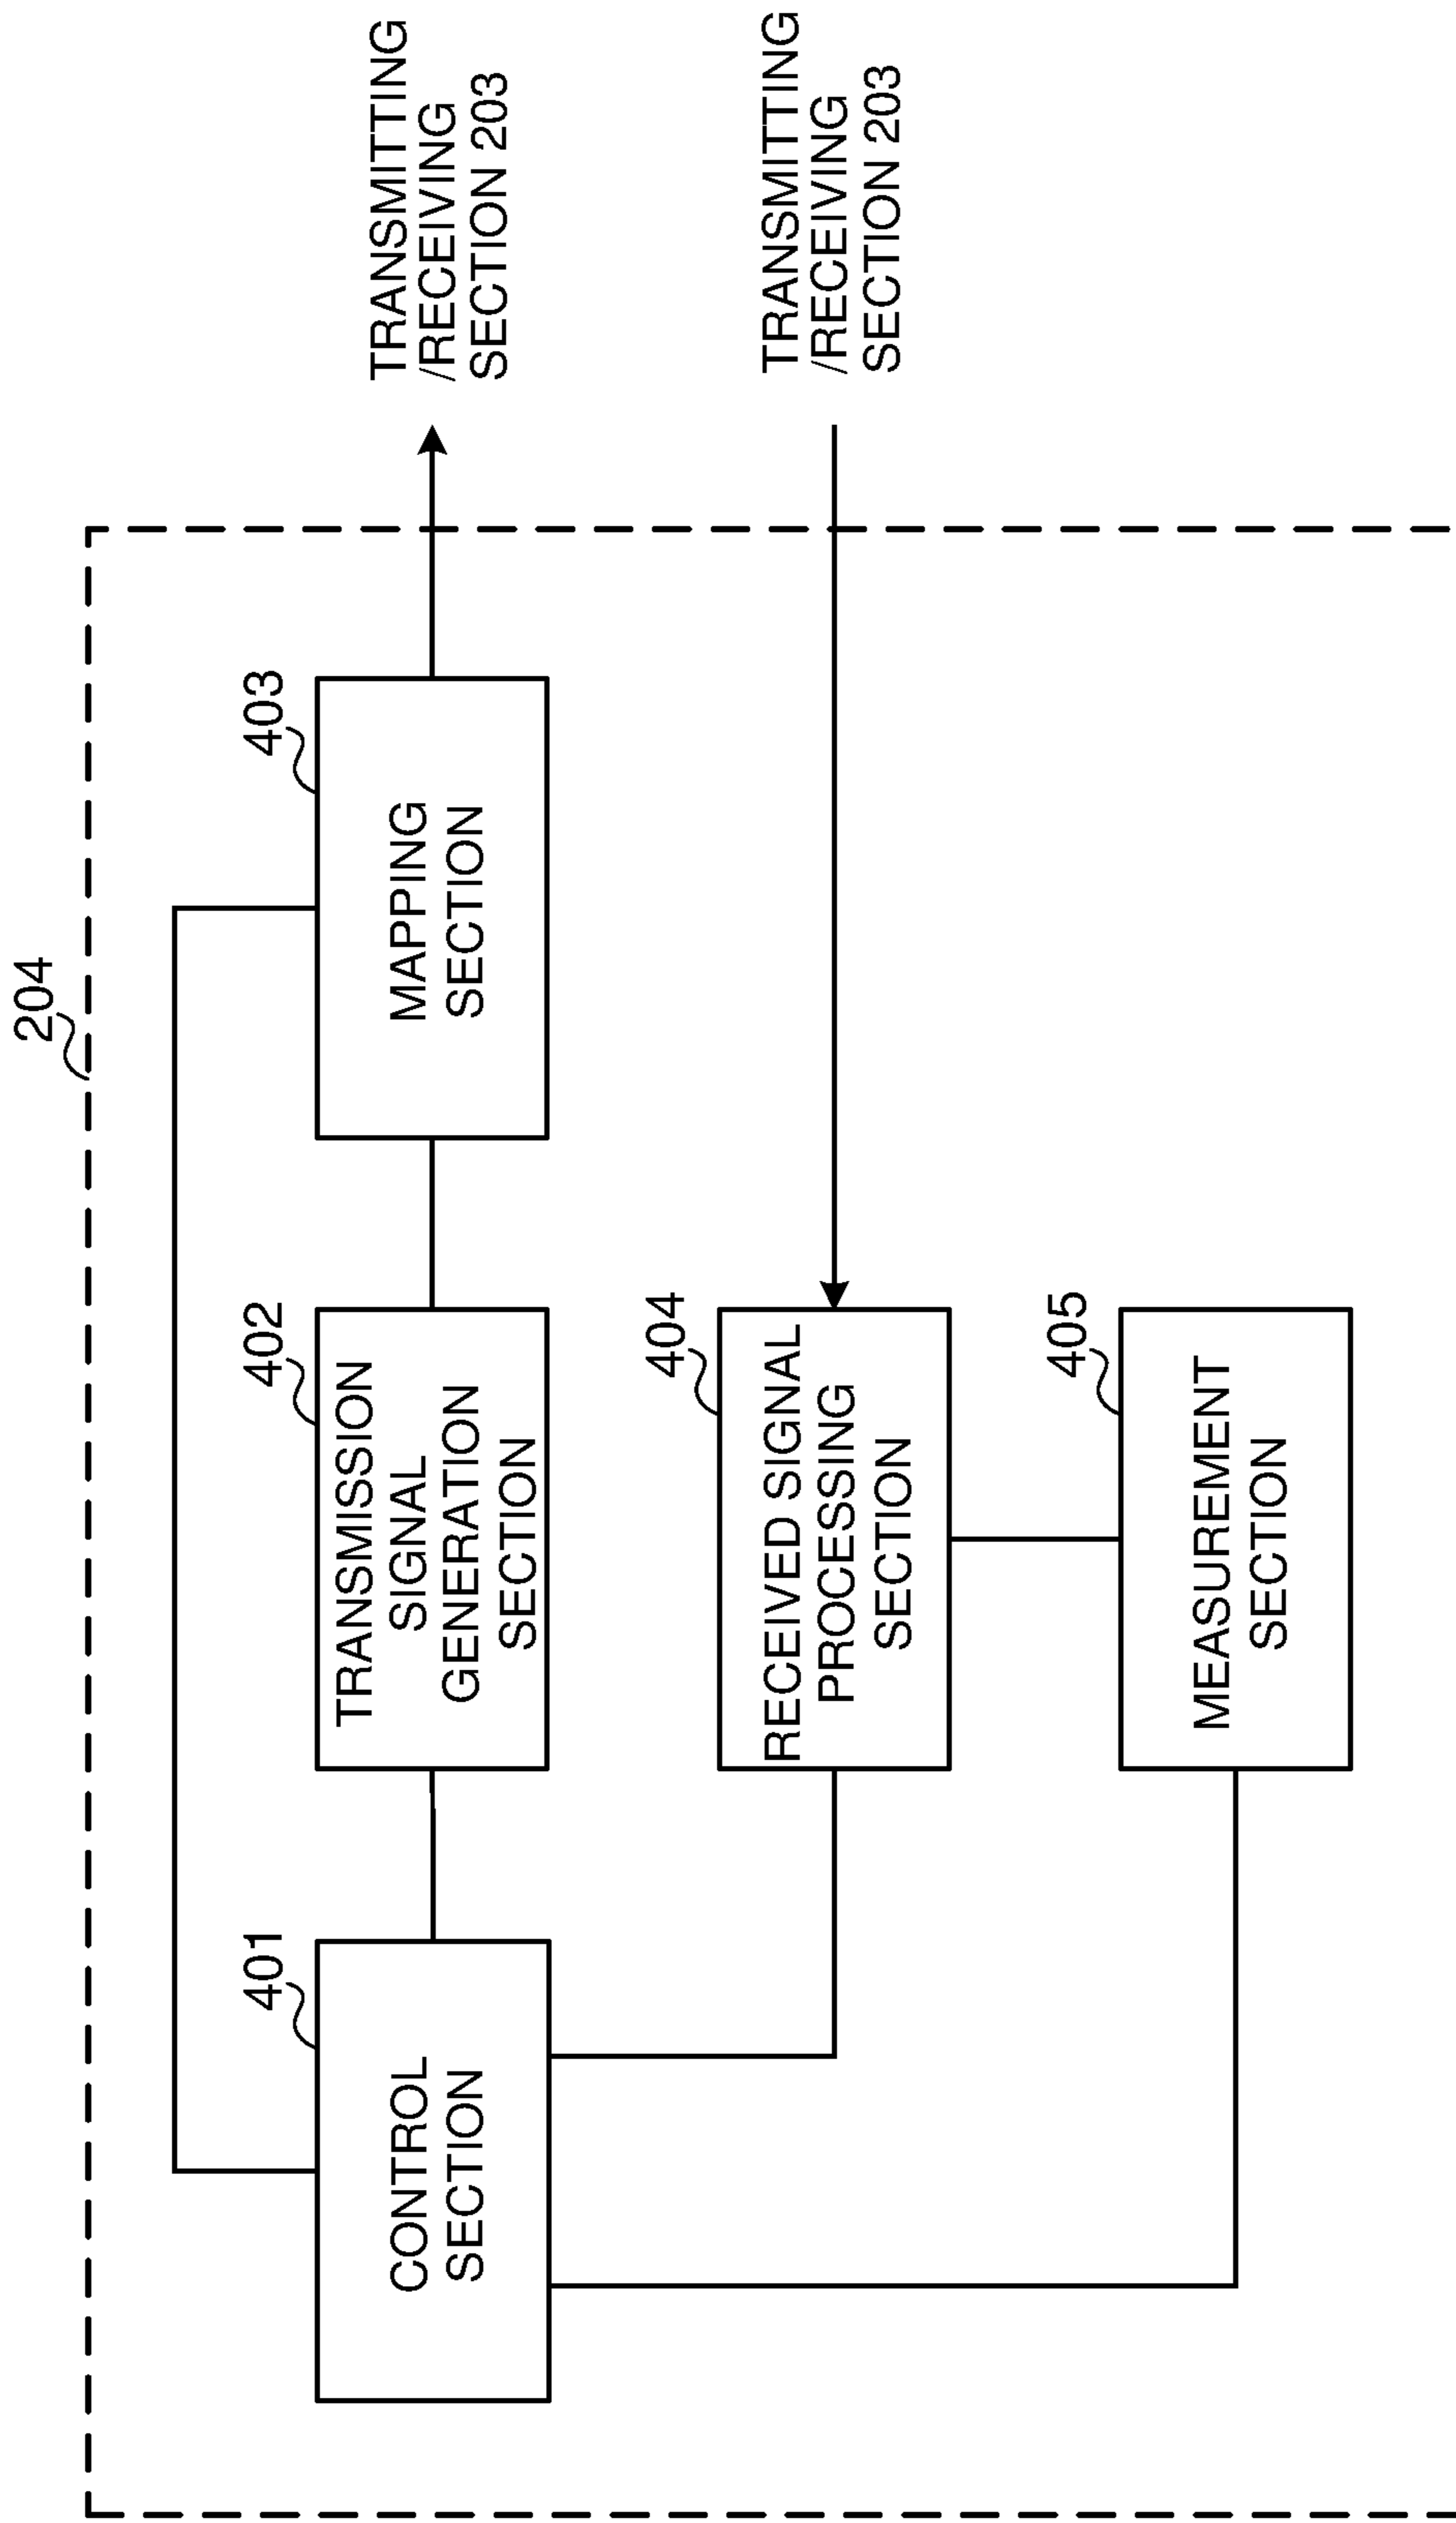 204
401
CONTROL
SECTION
402
TRANSMISSION
SIGNAL
GENERATION
SECTION
403
MAPPING
SECTION
TRANSMITTING
/RECEIVING
SECTION 203
404
RECEIVED SIGNAL
PROCESSING
SECTION
TRANSMITTING
/RECEIVING
SECTION 203
405
MEASUREMENT
SECTION